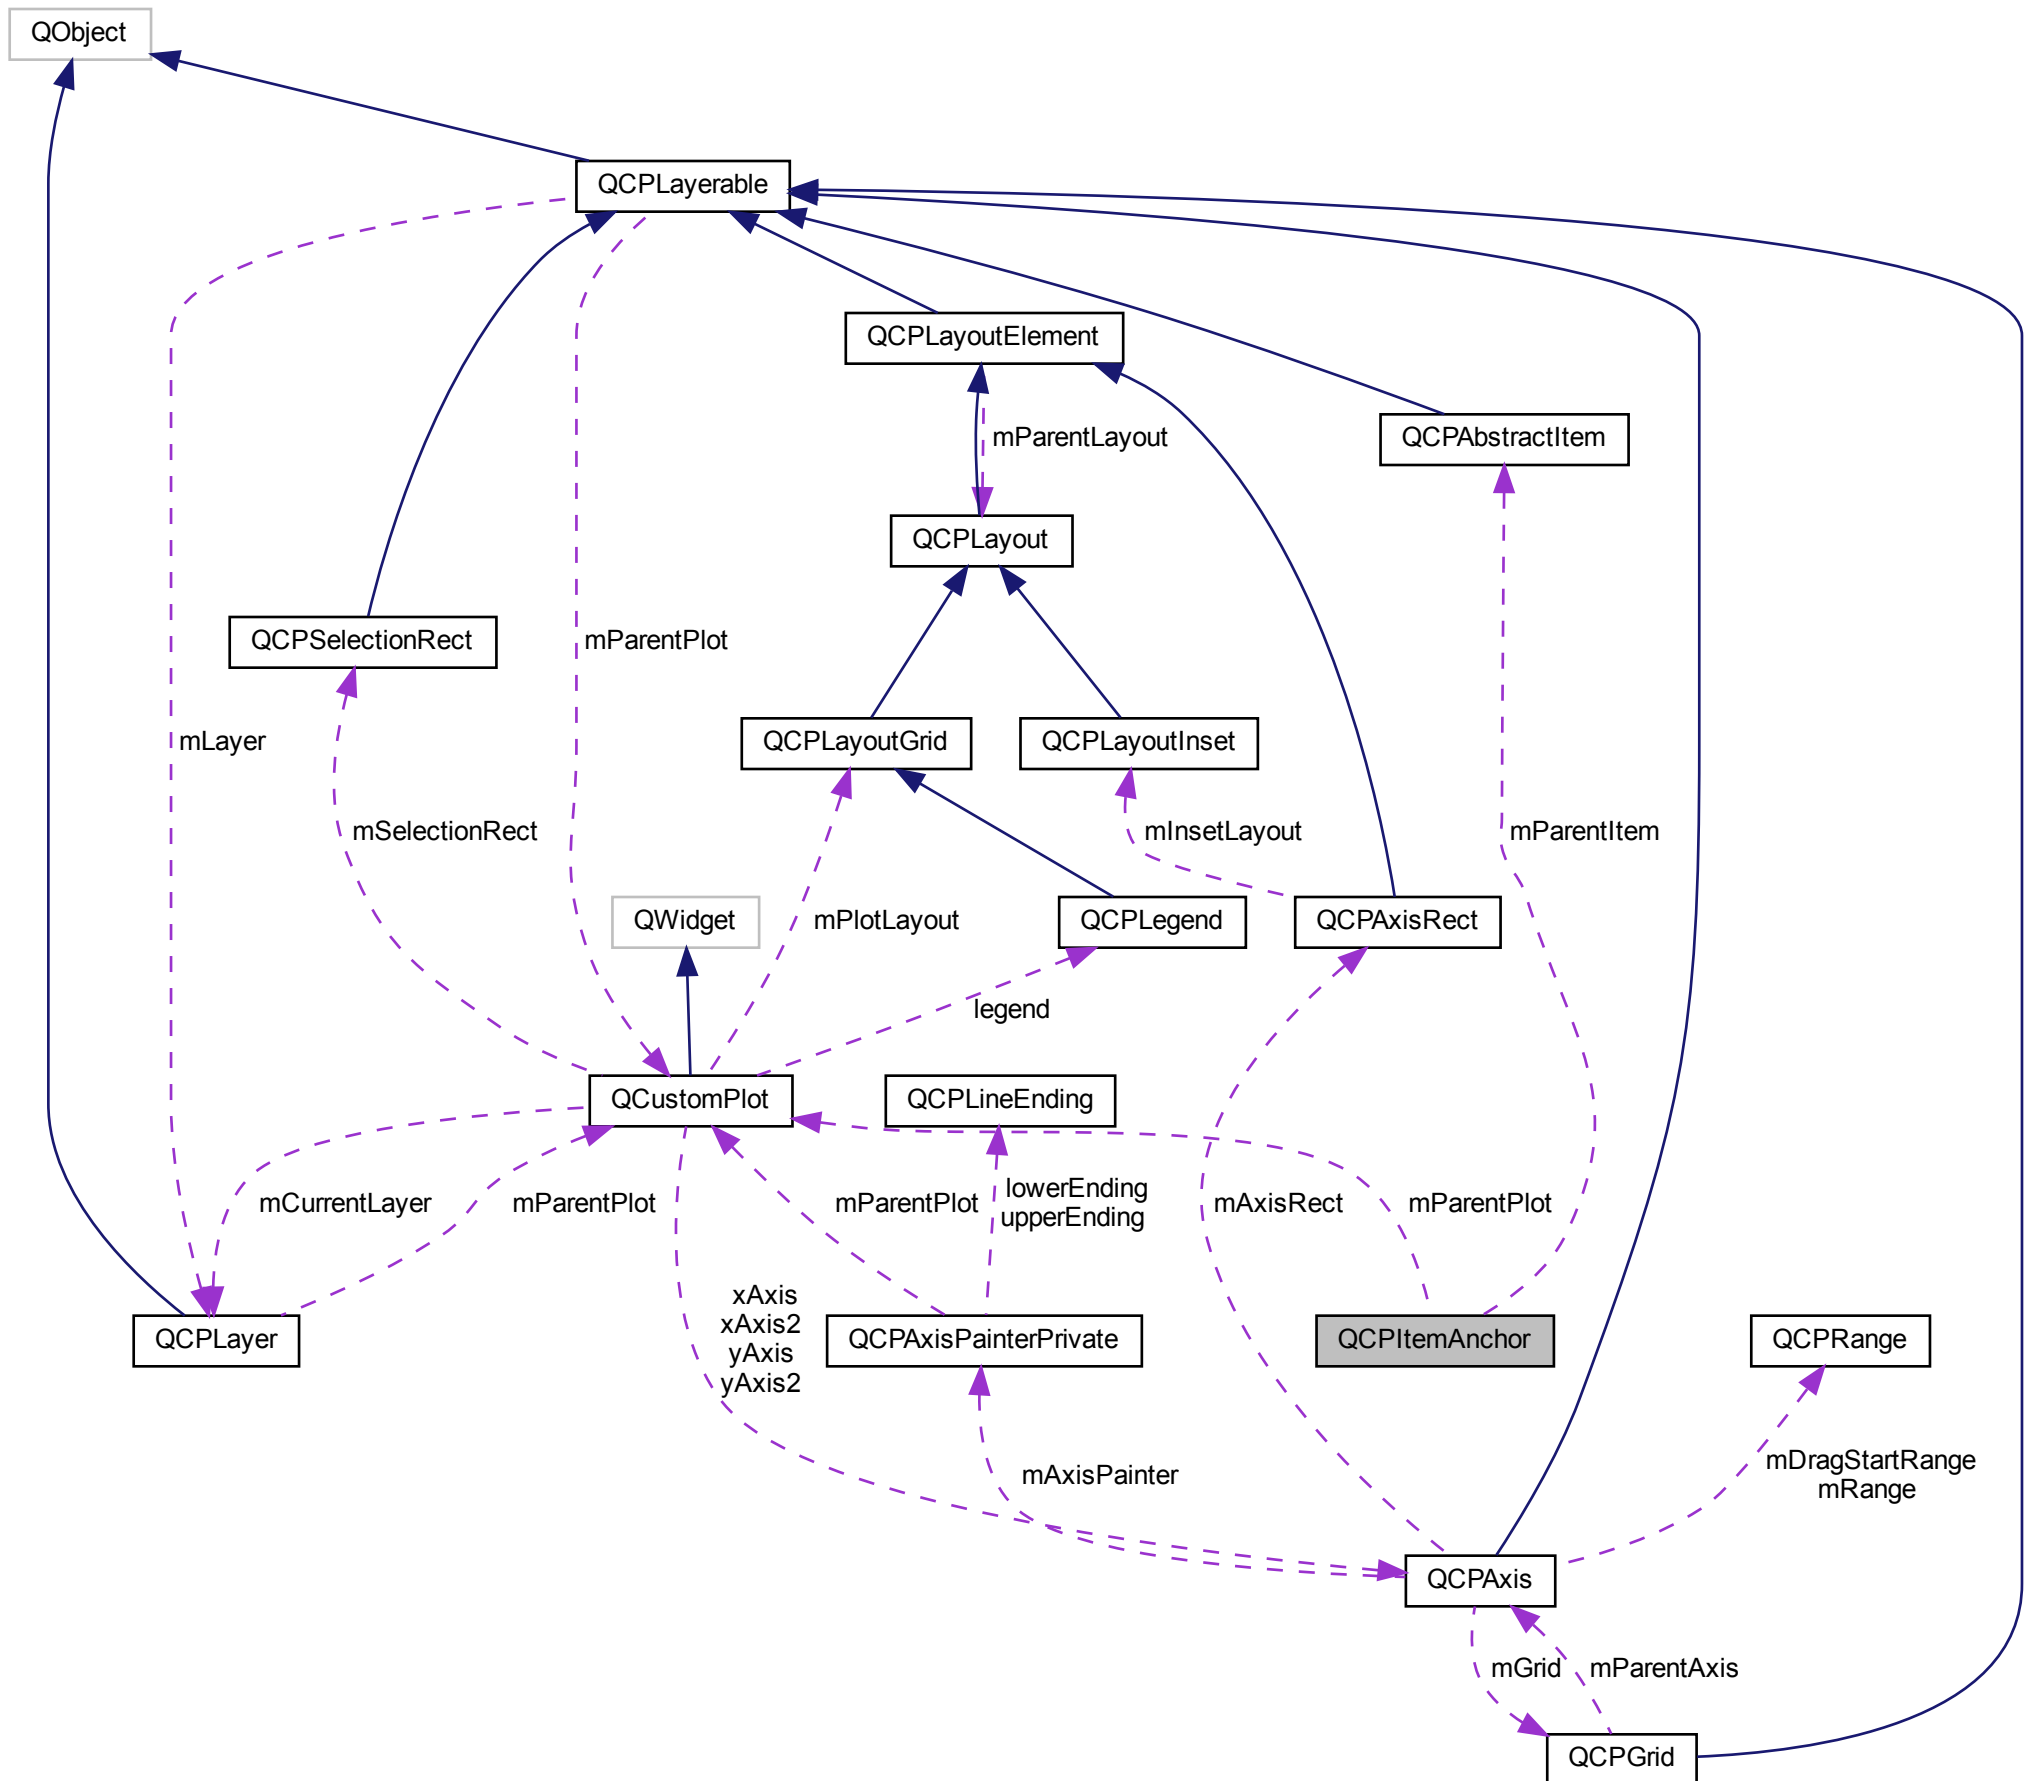 QObject
QCPLayerable
QCPLayoutElement
mParentLayout
QCPAbstractItem
QCPLayout
QCPSelectionRect
mParentPlot
mLayer
QCPLayoutGrid
QCPLayoutInset
mSelectionRect
mInsetLayout
mParentItem
QWidget
mPlotLayout
QCPLegend
QCPAxisRect
legend
QCustomPlot
QCPLineEnding
mCurrentLayer
mParentPlot
mParentPlot
lowerEnding
upperEnding
mAxisRect
mParentPlot
xAxis
xAxis2
yAxis
yAxis2
QCPLayer
QCPAxisPainterPrivate
QCPItemAnchor
QCPRange
mAxisPainter
mDragStartRange
mRange
QCPAxis
mGrid
mParentAxis
QCPGrid